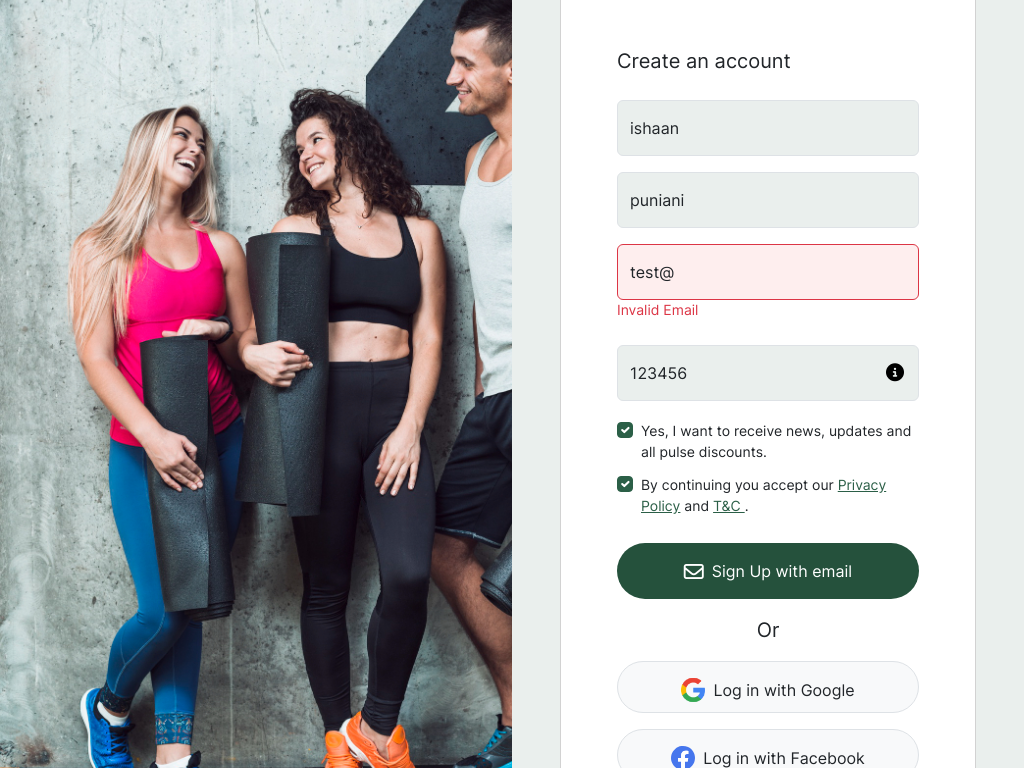 Create an account
ishaan
puniani
test@
Invalid Email
123456
Yes, I want to receive news, updates and
all pulse discounts.
By continuing you accept our Privacy
Policy and T&C .
Sign Up with email
Or
Log in with Google
Log in with Facebook